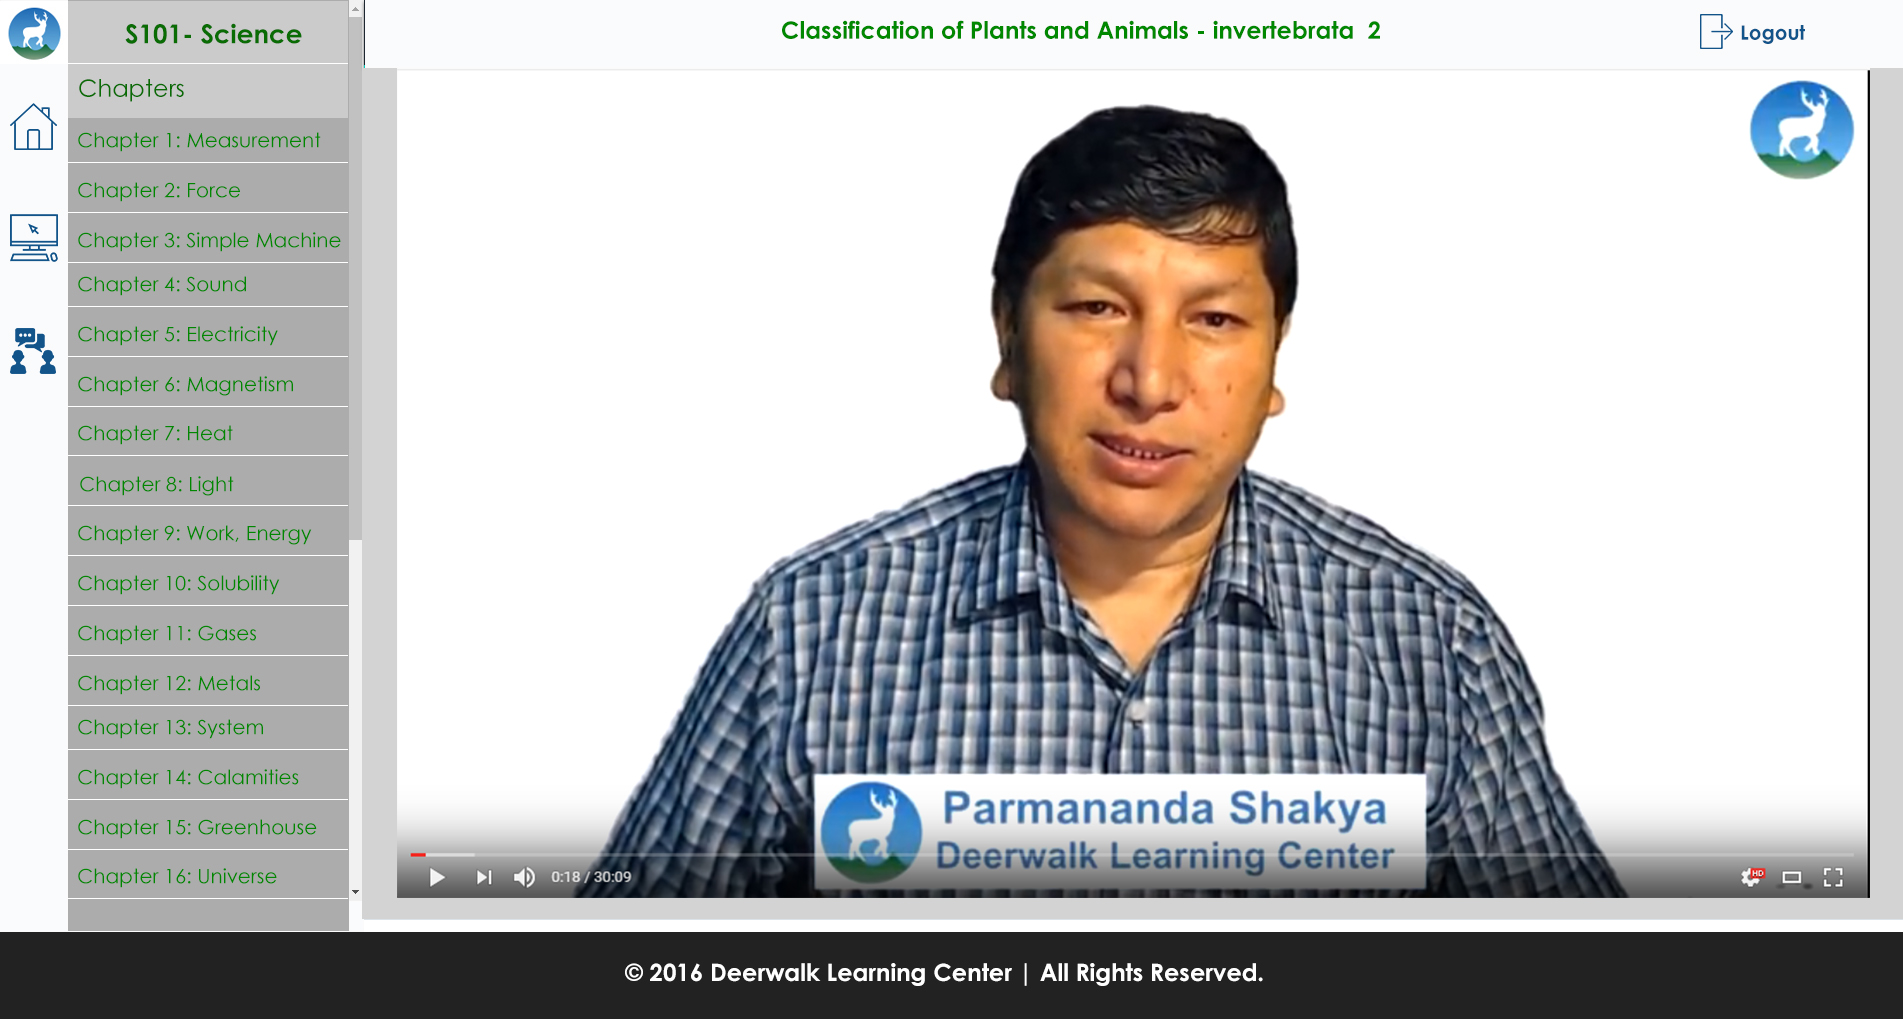 S101- Science
Classification of Plants and Animals - invertebrata 2
Logout
Chapters
Chapter 1: Measurement
Chapter 2: Force
Chapter 3: Simple Machine
Chapter 4: Sound
Chapter 5: Electricity
Chapter 6: Magnetism
Chapter 7: Heat
Chapter 8: Light
Chapter 9: Work, Energy
Chapter 10: Solubility
Chapter 11: Gases
Chapter 12: Metals
Chapter 13: System
Chapter 14: Calamities
Chapter 15: Greenhouse
Chapter 16: Universe
Parmananda Shakya
Deerwalk Learning Center
0:18 / 30:09
HD
© 2016 Deerwalk Learning Center | All Rights Reserved.